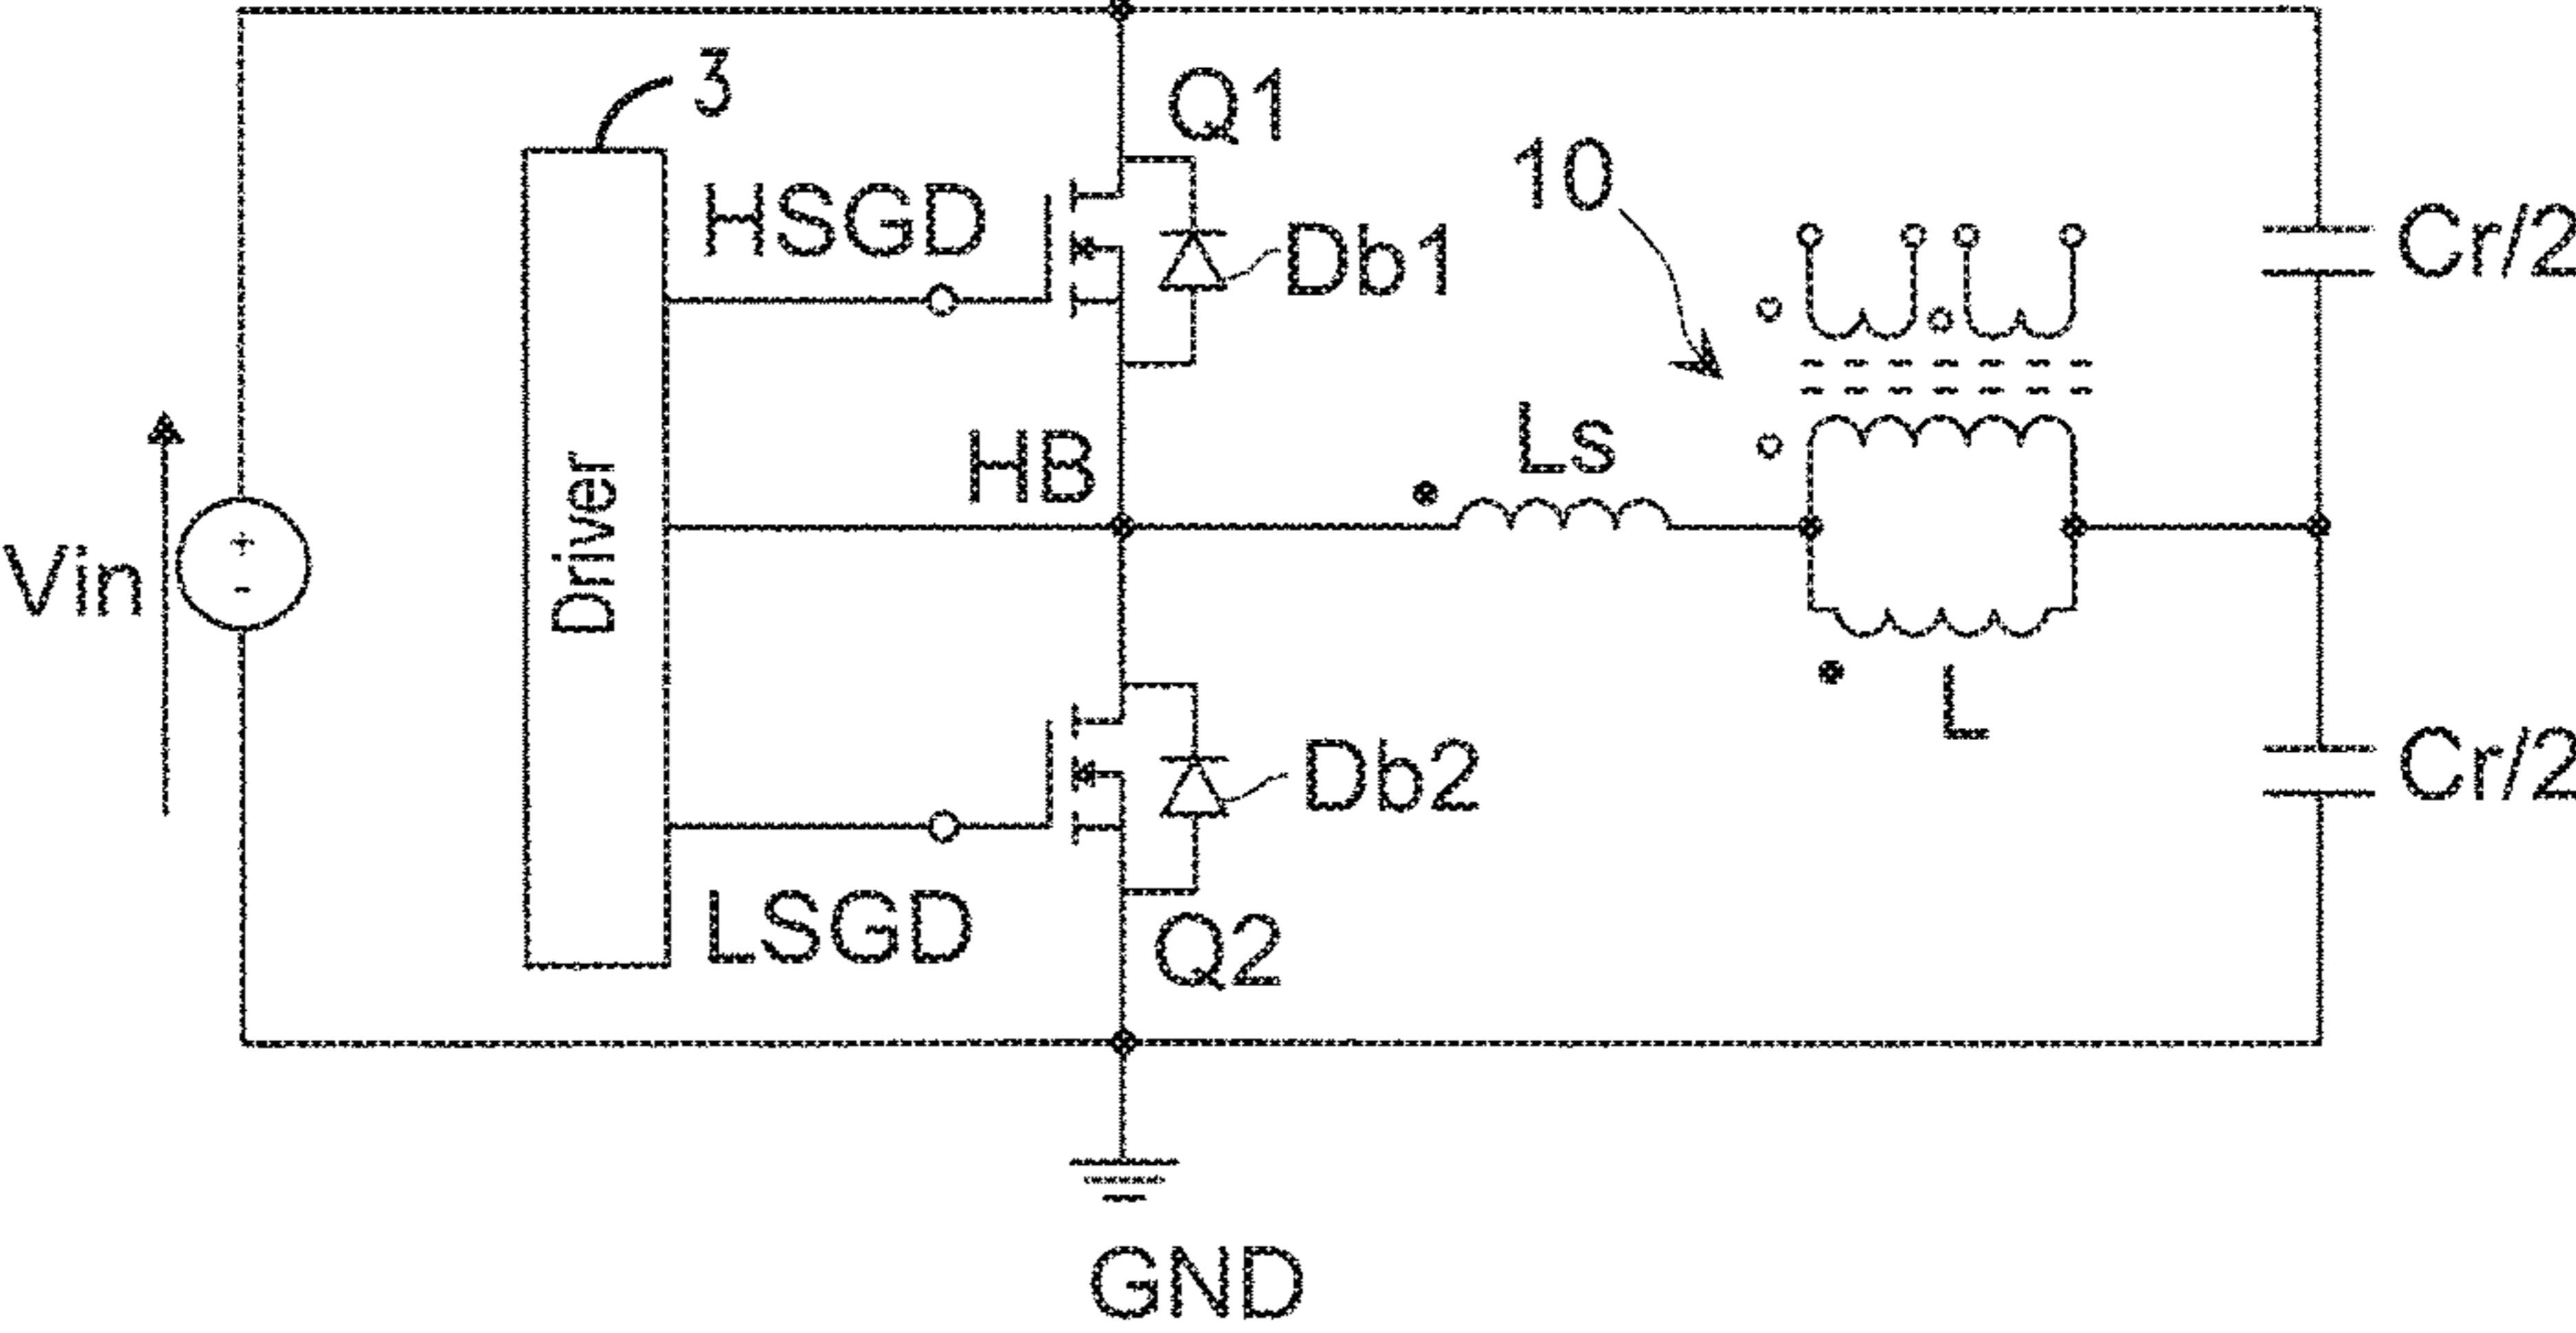 3
Q1
HSGD
10
Db1
Cr/2
HB
Ls
+
-
Vin
Driver
L
Db2
Cr/2
LSGD
Q2
GND